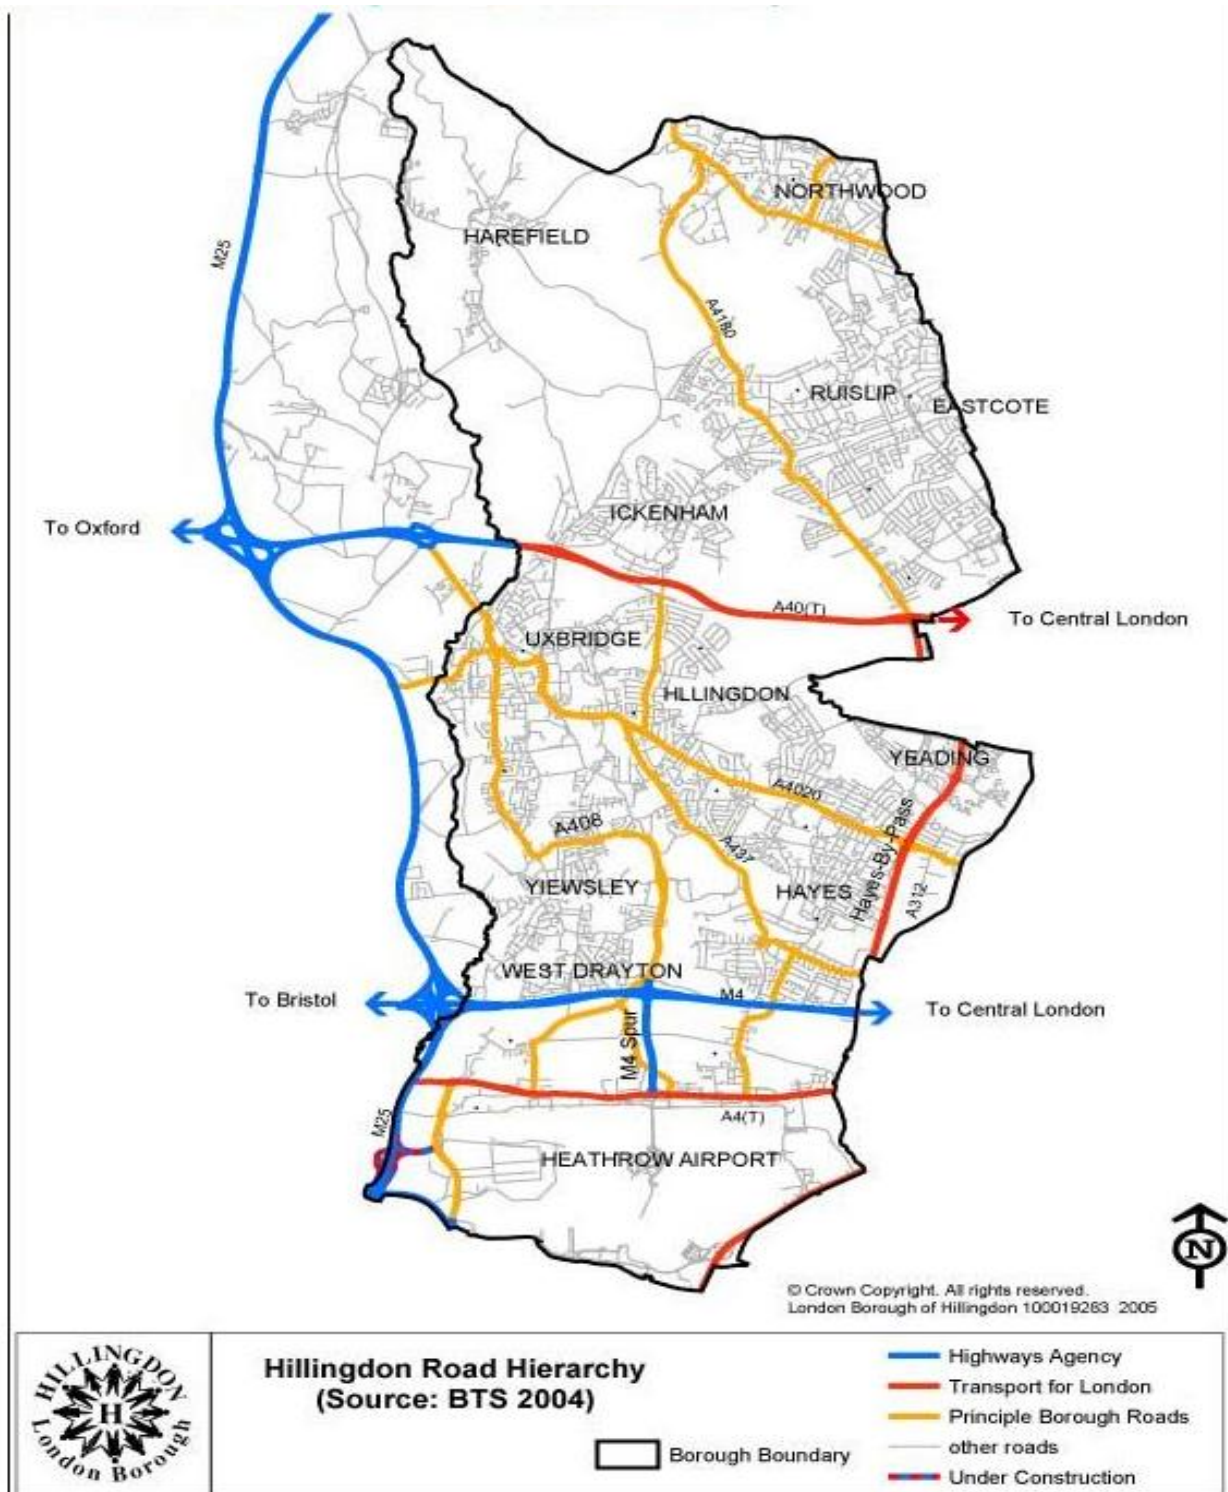 NORTHWOOD
HAREFIELD
M25
A4180
RUISLIP
EASTCOTE
ICKENHAM
To Oxford
A40(T)
To Central London
UXBRIDGE
HLLINGDON
YEADING
A4020
A408
A437
Hayes-By-Pass
YIEWSLEY
HAYES
A312
WEST DRAYTON
To Bristol
M4
To Central London
M4 Spur
A4(T)
M25
HEATHROW AIRPORT
N
© Crown Copyright. All rights reserved.
London Borough of Hillingdon 100019283 2005
HILLINGDON
H
London Borough
Hillingdon Road Hierarchy
(Source: BTS 2004)
Borough Boundary
Highways Agency
Transport for London
Principle Borough Roads
other roads
Under Construction